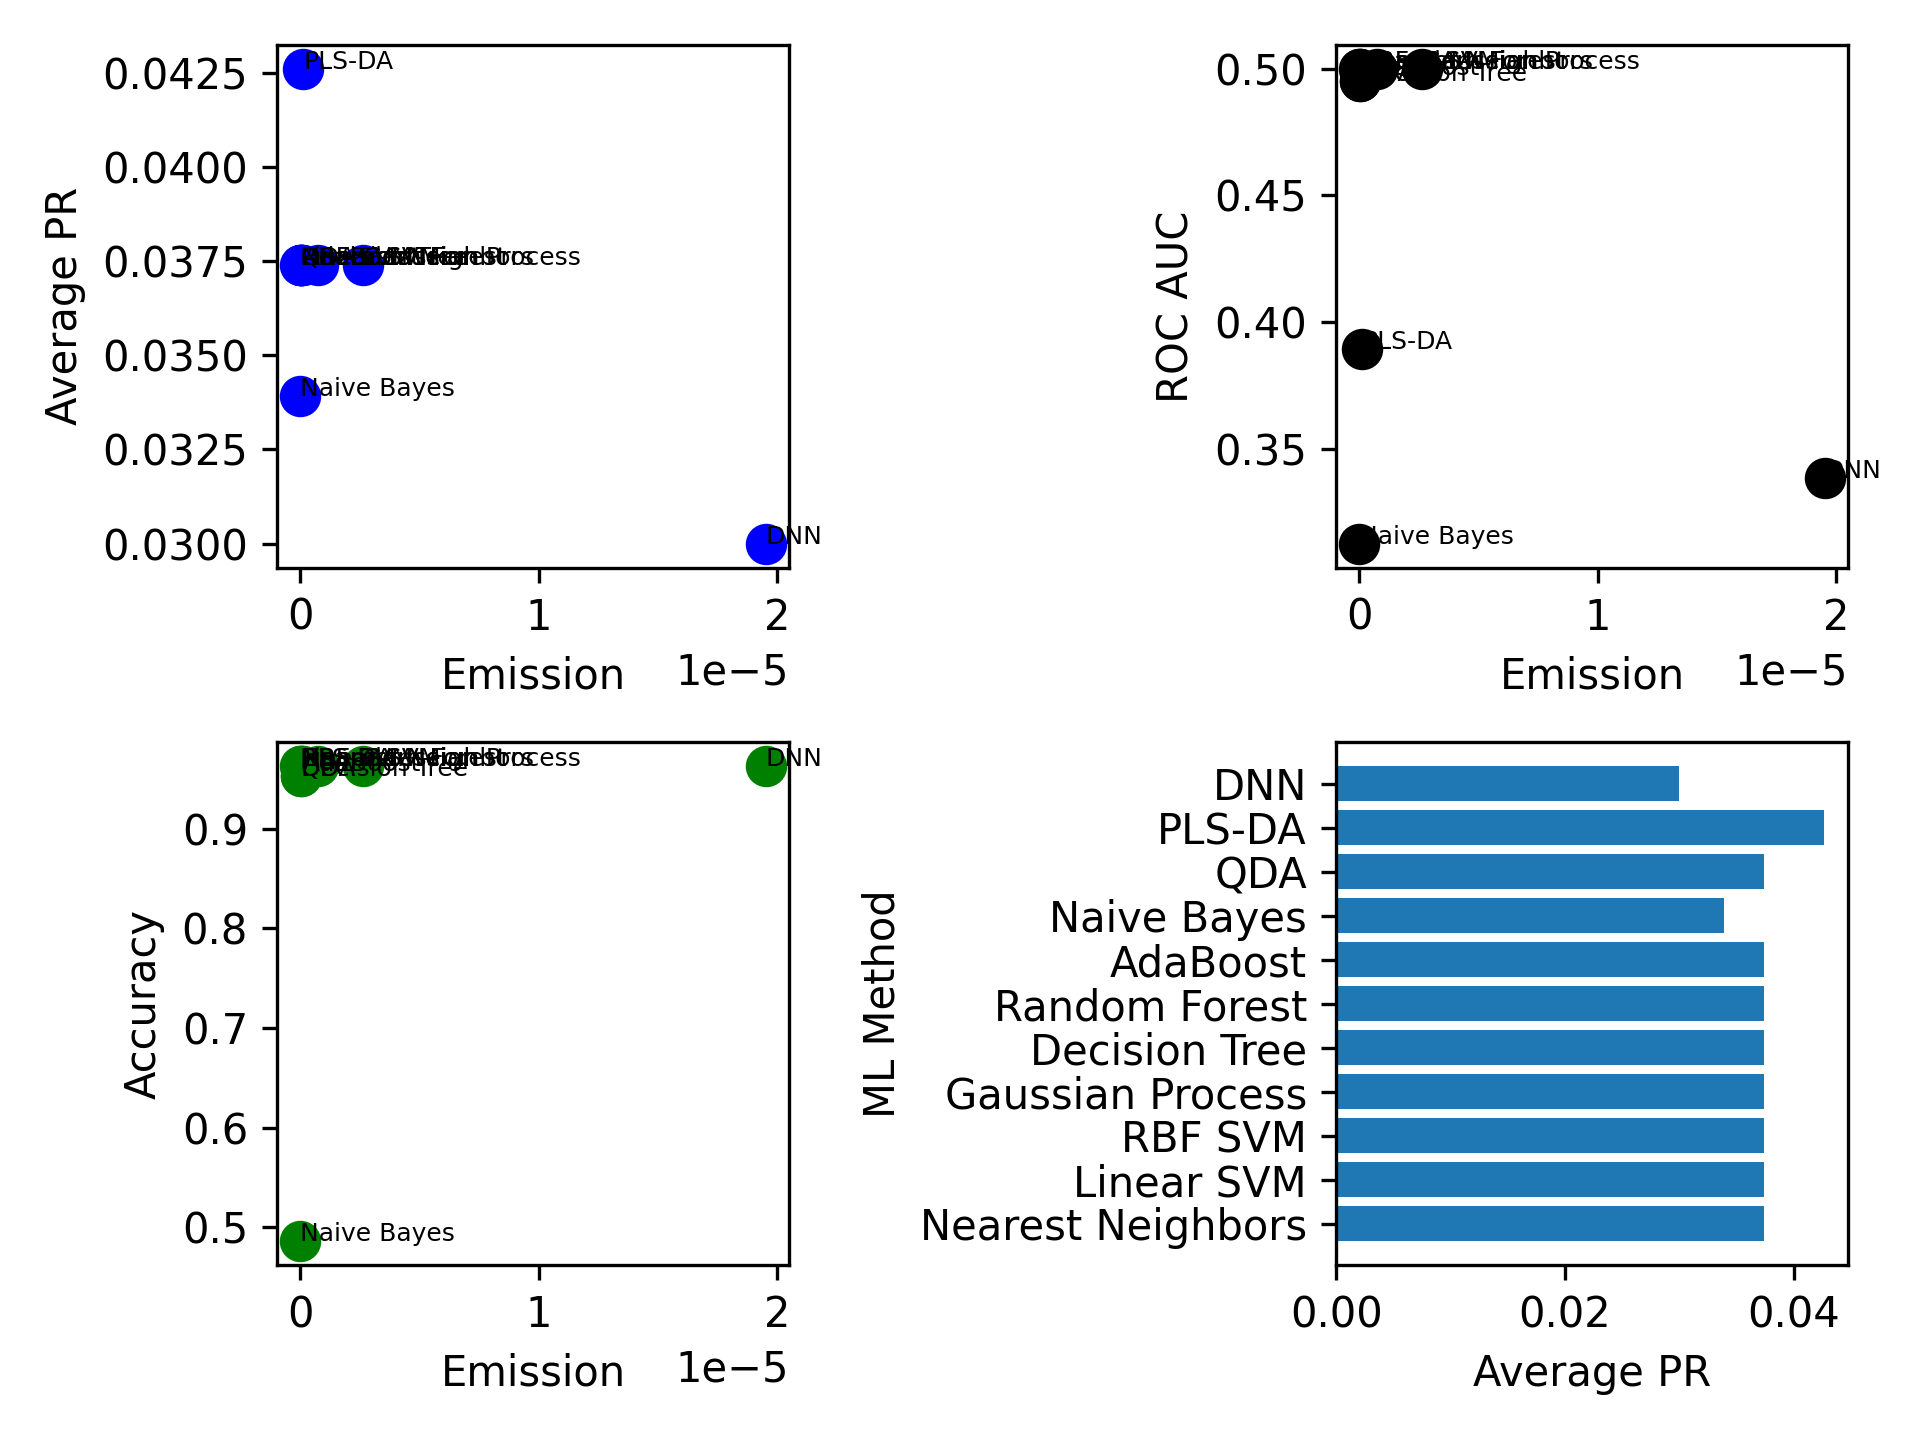 0.0425
0.0400
0.0375
0.0350
0.0325
0.0300
Average PR
PLS-DA
Naive Bayes
DNN
0
1
2
Emission
1e−5
0.50
0.45
0.40
0.35
ROC AUC
PLS-DA
DNN
Naive Bayes
0
1
2
Emission
1e−5
0.9
0.8
0.7
0.6
0.5
Accuracy
DNN
Naive Bayes
0
1
2
Emission
1e−5
ML Method
DNN
PLS-DA
QDA
Naive Bayes
AdaBoost
Random Forest
Decision Tree
Gaussian Process
RBF SVM
Linear SVM
Nearest Neighbors
0.00
0.02
0.04
Average PR